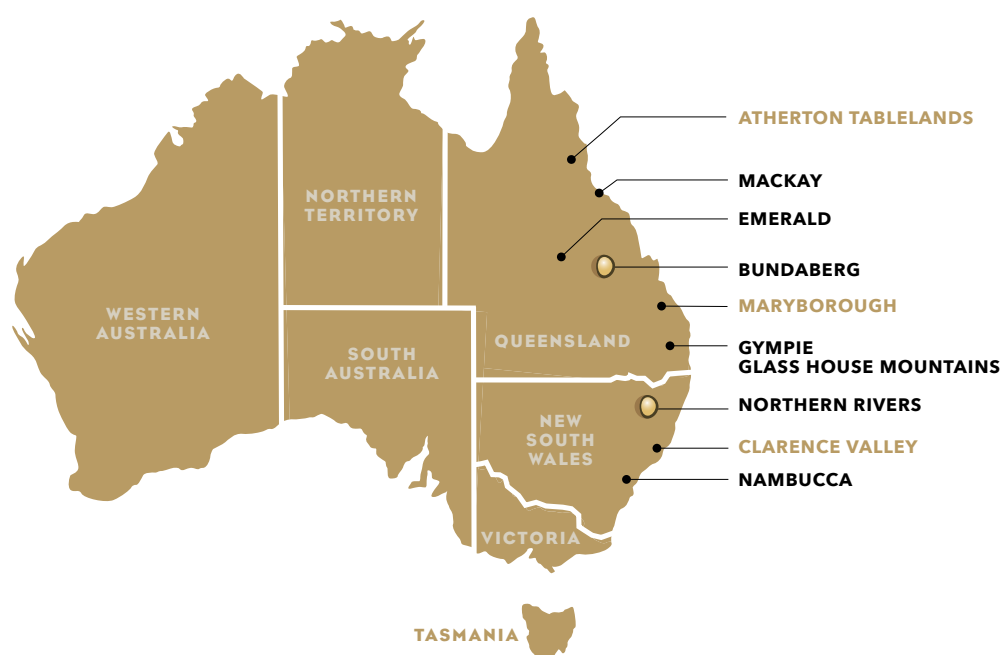 ATHERTON TABLELANDS
MACKAY
EMERALD
BUNDABERG
MARYBOROUGH
GYMPIE
GLASS HOUSE MOUNTAINS
NORTHERN RIVERS
CLARENCE VALLEY
NAMBUCCA
NORTHERN
TERRITORY
WESTERN
AUSTRALIA
SOUTH
AUSTRALIA
QUEENSLAND
NEW
SOUTH
WALES
VICTORIA
TASMANIA